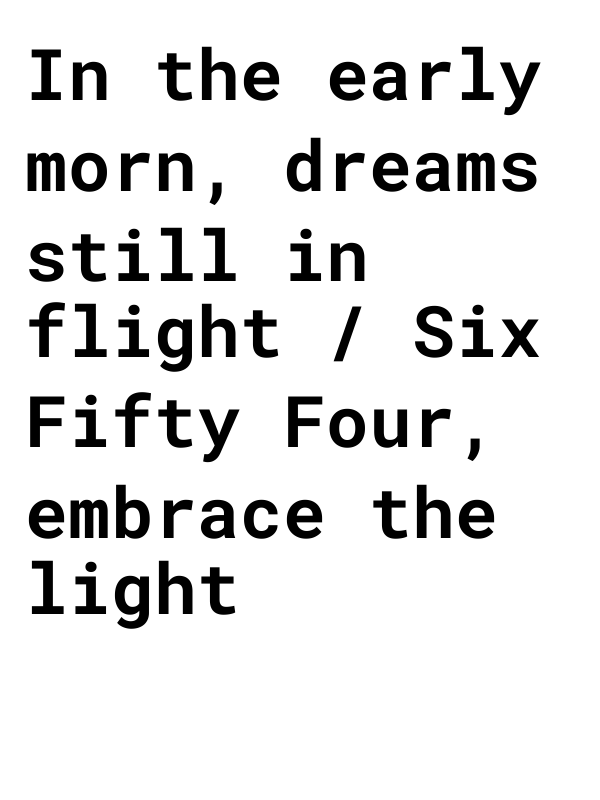 In the early
morn, dreams
still in
flight / Six
Fifty Four,
embrace the
light